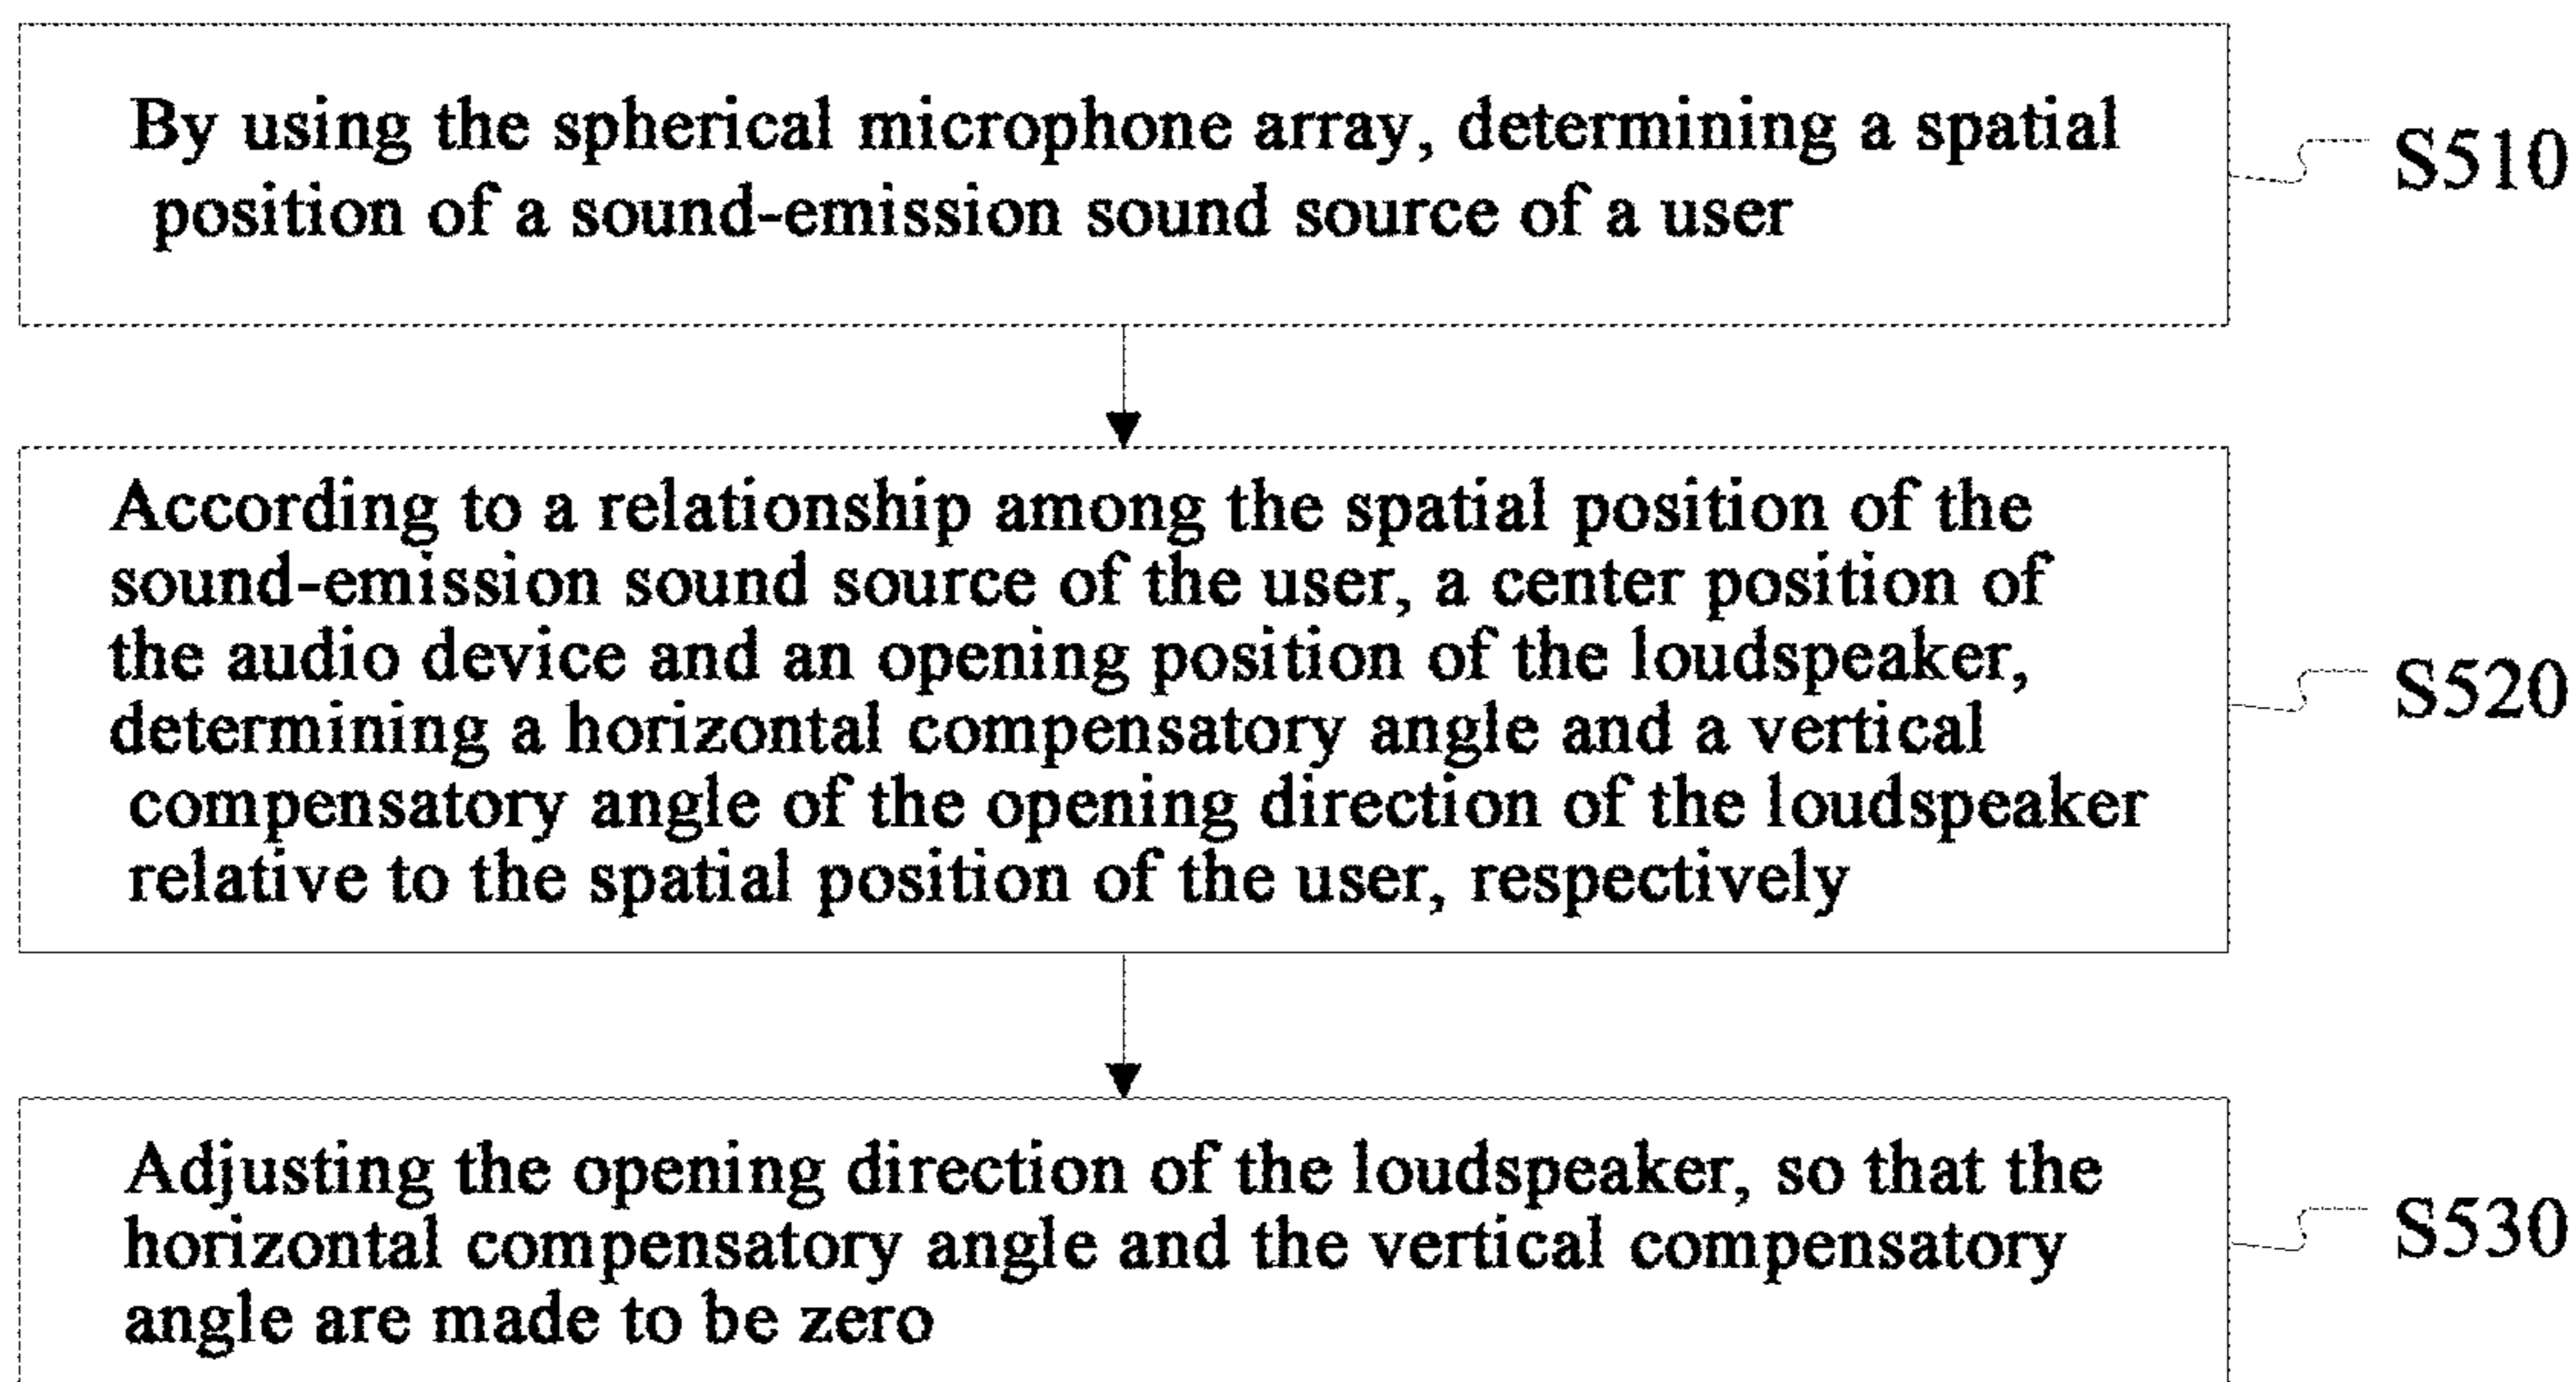 By using the spherical microphone array, determining a spatial
position of a sound-emission sound source of a user
S510
According to a relationship among the spatial position of the
sound-emission sound source of the user, a center position of
the audio device and an opening position of the loudspeaker,
determining a horizontal compensatory angle and a vertical
compensatory angle of the opening direction of the loudspeaker
relative to the spatial position of the user, respectively
S520
Adjusting the opening direction of the loudspeaker, so that the
horizontal compensatory angle and the vertical compensatory
angle are made to be zero
S530